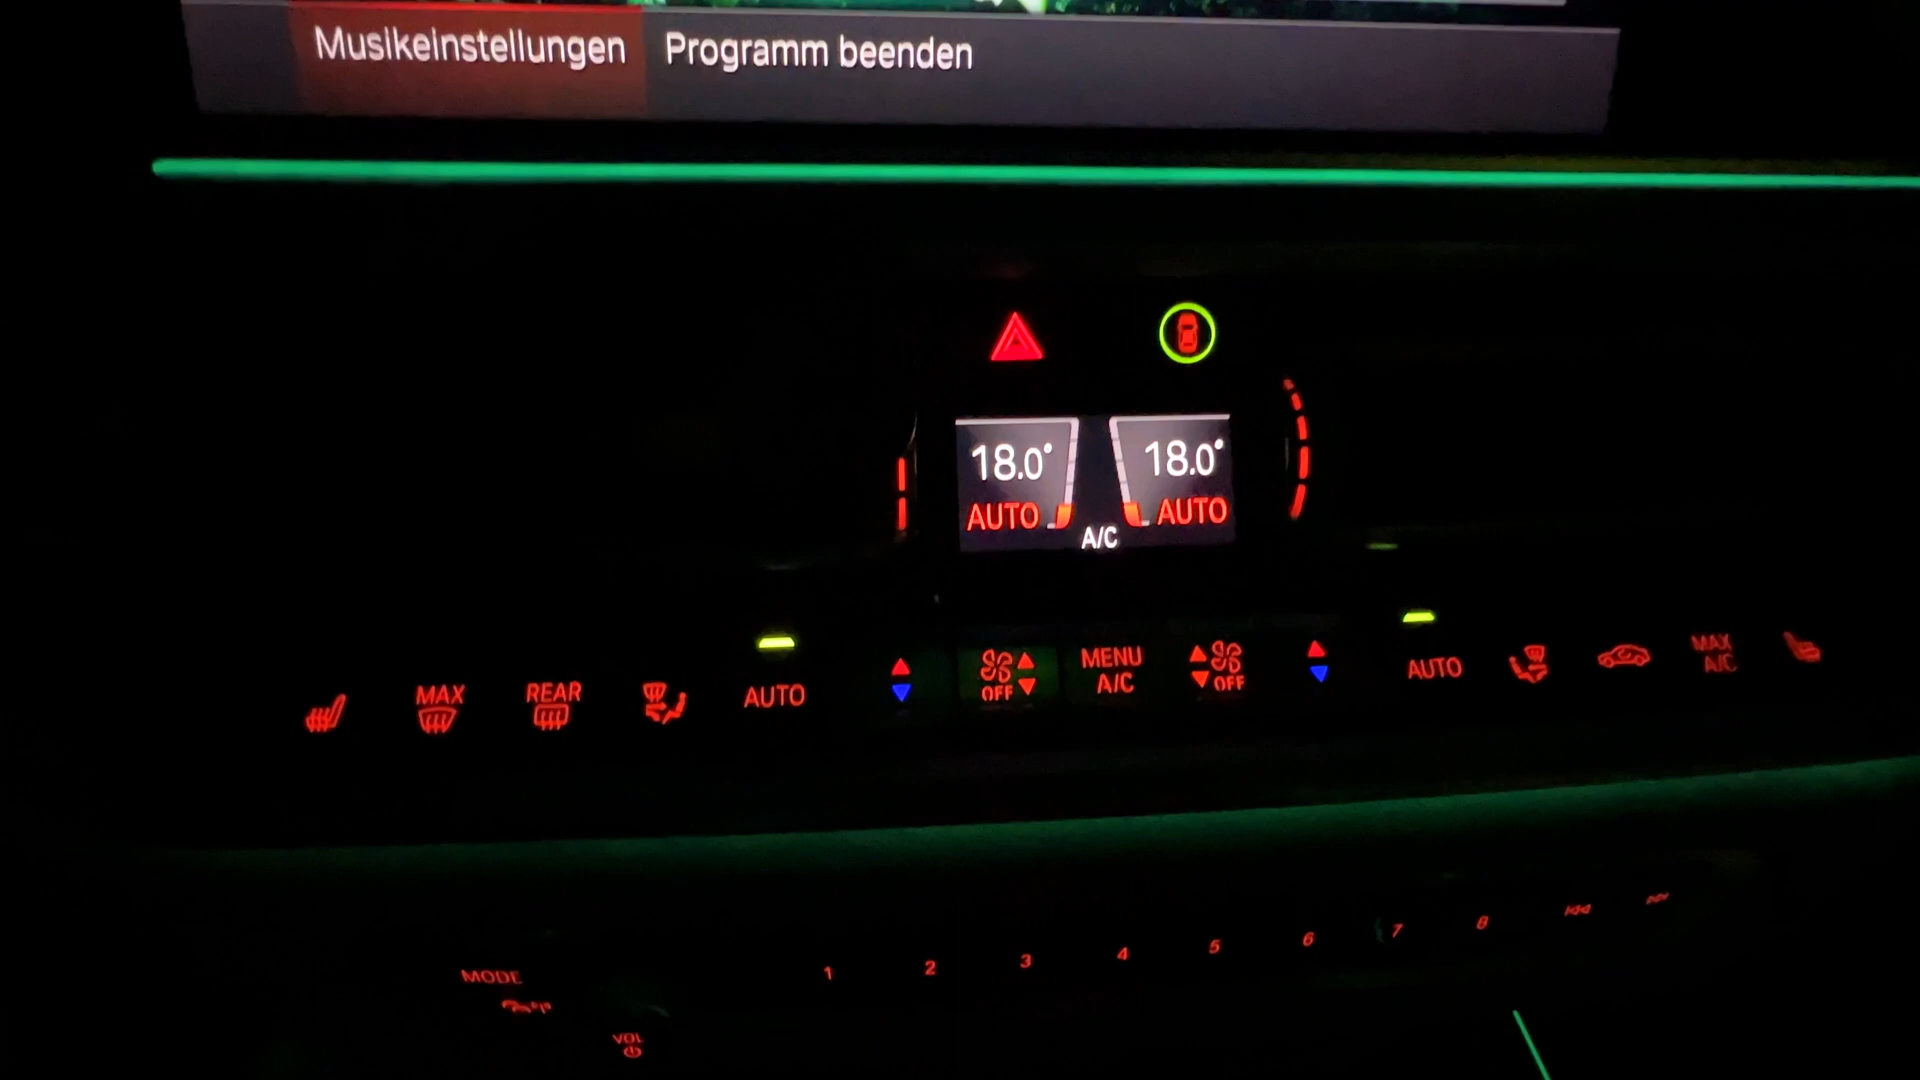 Musikeinstellungen Programm beenden
18.0° 18.0°
AUTO AUTO
A/C
MAX REAR AUTO OFF MENU A/C OFF AUTO MAX A/C
MODE 1 2 3 4 5 6 7 8
VOL